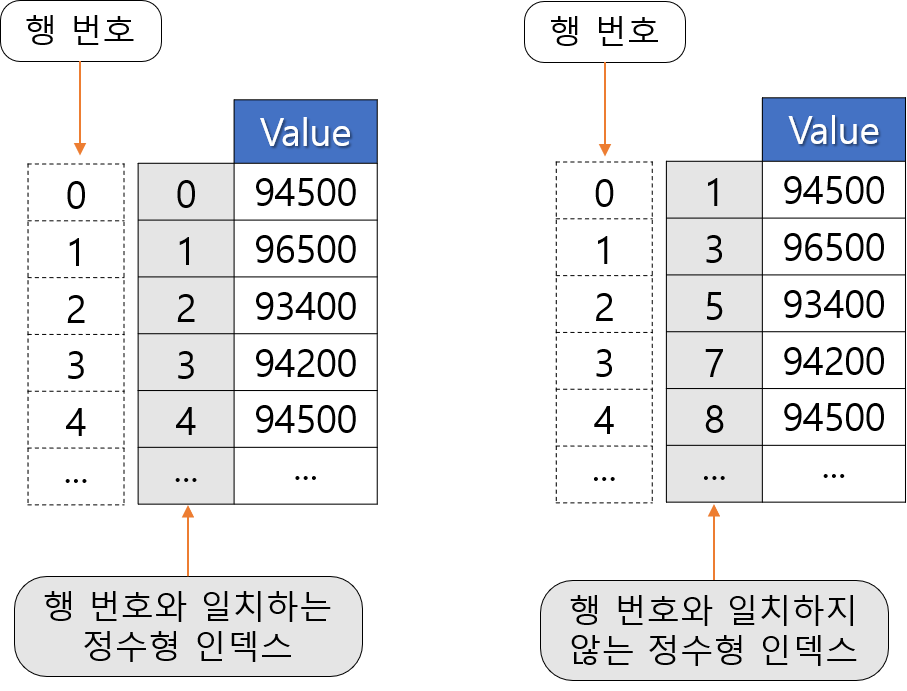 행 번호
Value
0 0 94500
1 1 96500
2 2 93400
3 3 94200
4 4 94500
... ... ...
행 번호와 일치하는
정수형 인덱스
행 번호
Value
0 1 94500
1 3 96500
2 5 93400
3 7 94200
4 8 94500
... ... ...
행 번호와 일치하지
않는 정수형 인덱스